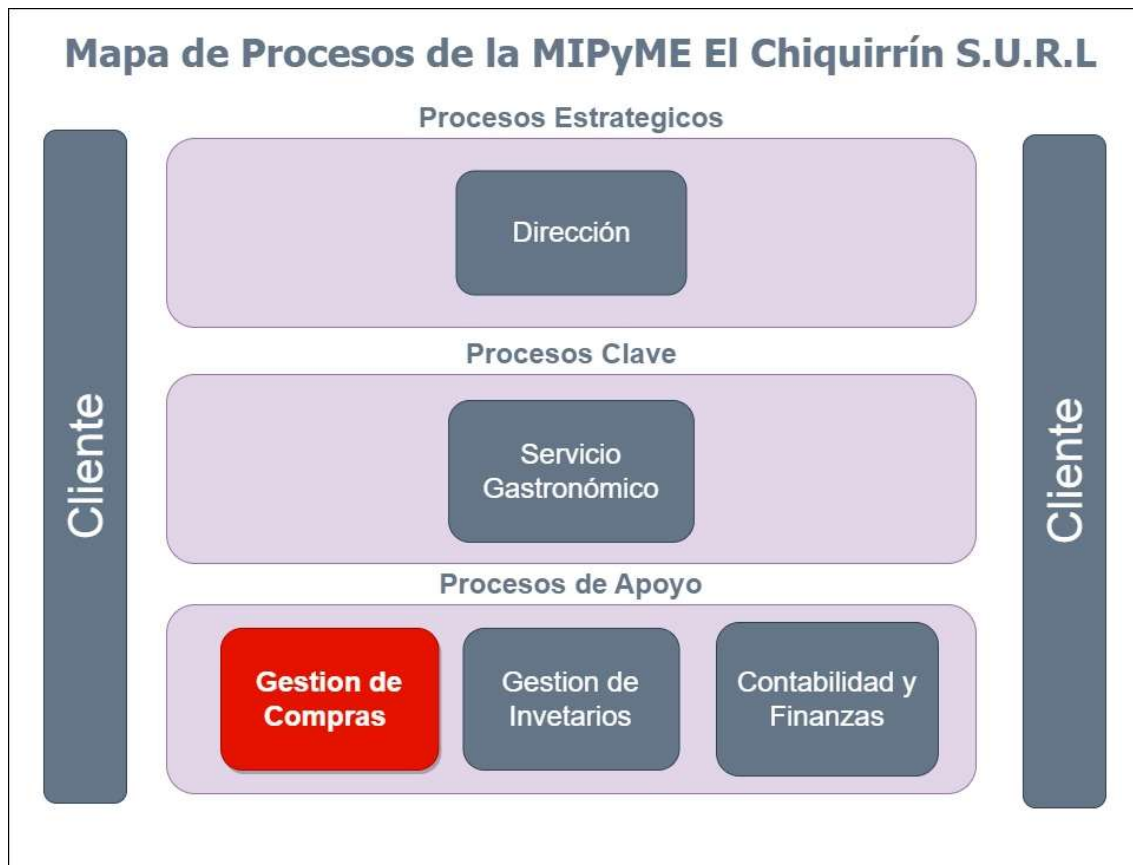 Mapa de Procesos de la MIPyME El Chiquirrín S.U.R.L
Procesos Estrategicos
Dirección
Cliente
Procesos Clave
Servicio
Gastronómico
Cliente
Procesos de Apoyo
Gestion de
Compras
Gestion de
Invetarios
Contabilidad y
Finanzas